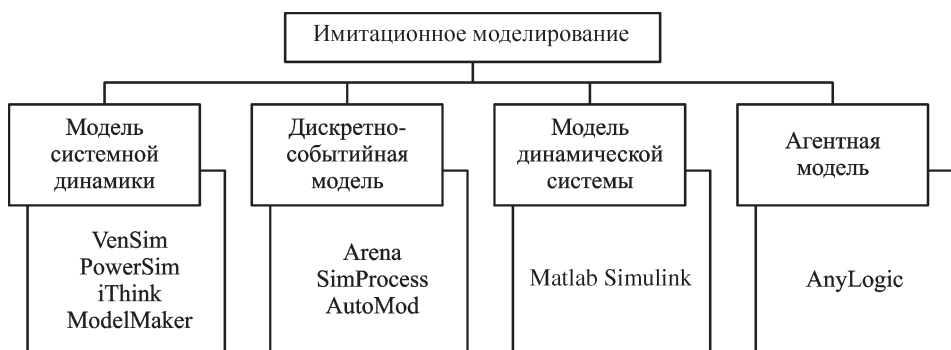 Имитационное моделирование
Модель
системной
динамики
Дискретно-
событийная
модель
Модель
динамической
системы
Агентная
модель
VenSim
PowerSim
iThink
ModelMaker
Arena
SimProcess
AutoMod
Matlab Simulink
AnyLogic